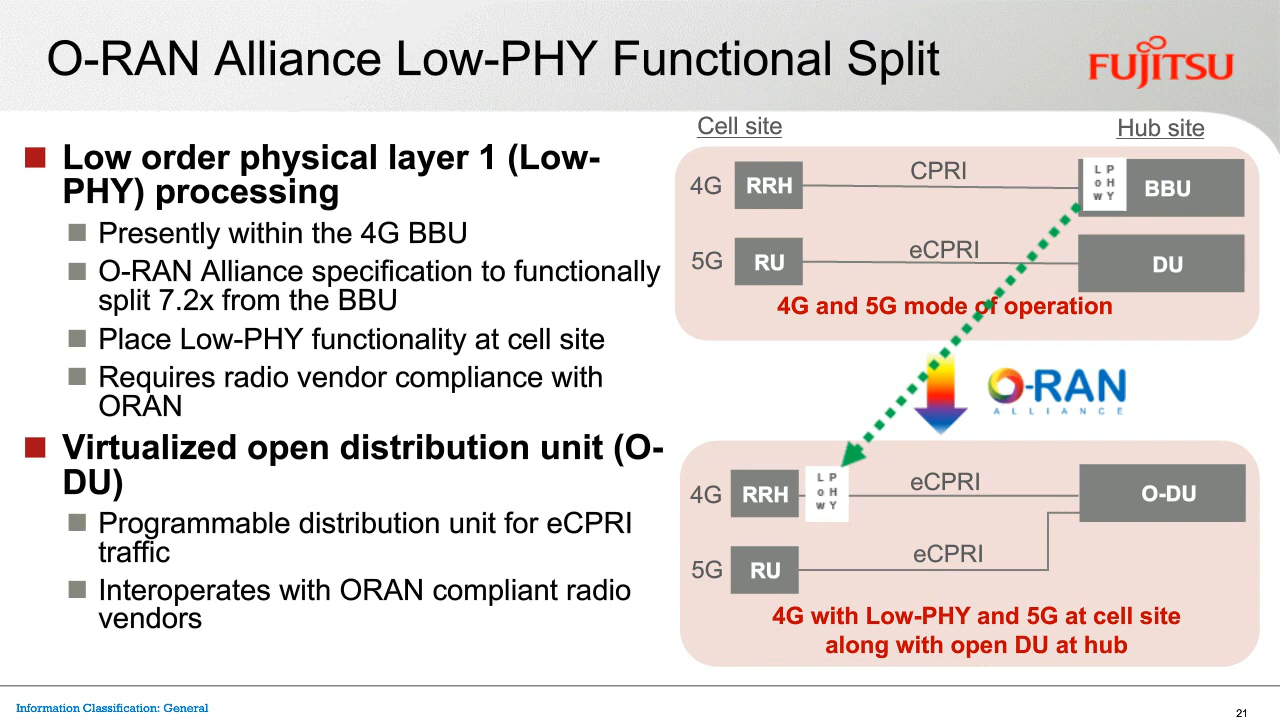 O-RAN Alliance Low-PHY Functional Split
FUJITSU
Low order physical layer 1 (Low-
PHY) processing
Presently within the 4G BBU
O-RAN Alliance specification to functionally
split 7.2x from the BBU
Place Low-PHY functionality at cell site
Requires radio vendor compliance with
ORAN
Virtualized open distribution unit (O-
DU)
Programmable distribution unit for eCPRI
traffic
Interoperates with ORAN compliant radio
vendors
Cell site
Hub site
4G RRH CPRI Low PHY BBU
5G RU eCPRI DU
4G and 5G mode of operation
O-RAN
ALLIANCE
4G RRH Low PHY eCPRI O-DU
5G RU eCPRI
4G with Low-PHY and 5G at cell site
along with open DU at hub
Information Classification: General
21